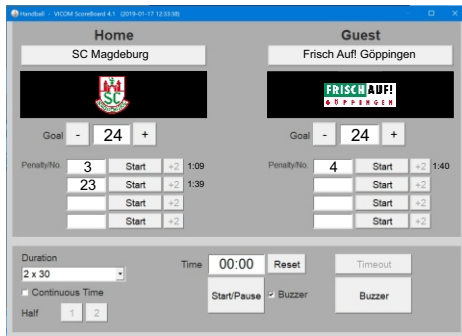 Handball - VICOM ScoreBoard 4.1 (2019-01-17 12:33:38)
Home
Guest
SC Magdeburg
Frisch Auf! Göppingen
SC
FRISCH AUF!
GÖPPINGEN
Goal - 24 +
Goal - 24 +
Penalty/No. 3 Start +2 1:09
23 Start +2 1:39
Start +2
Start +2
Penalty/No. 4 Start +2 1:40
Start +2
Start +2
Start +2
Duration
2 x 30
Continuous Time
Half 1 2
Time 00:00 Reset
Start/Pause Buzzer
Timeout
Buzzer